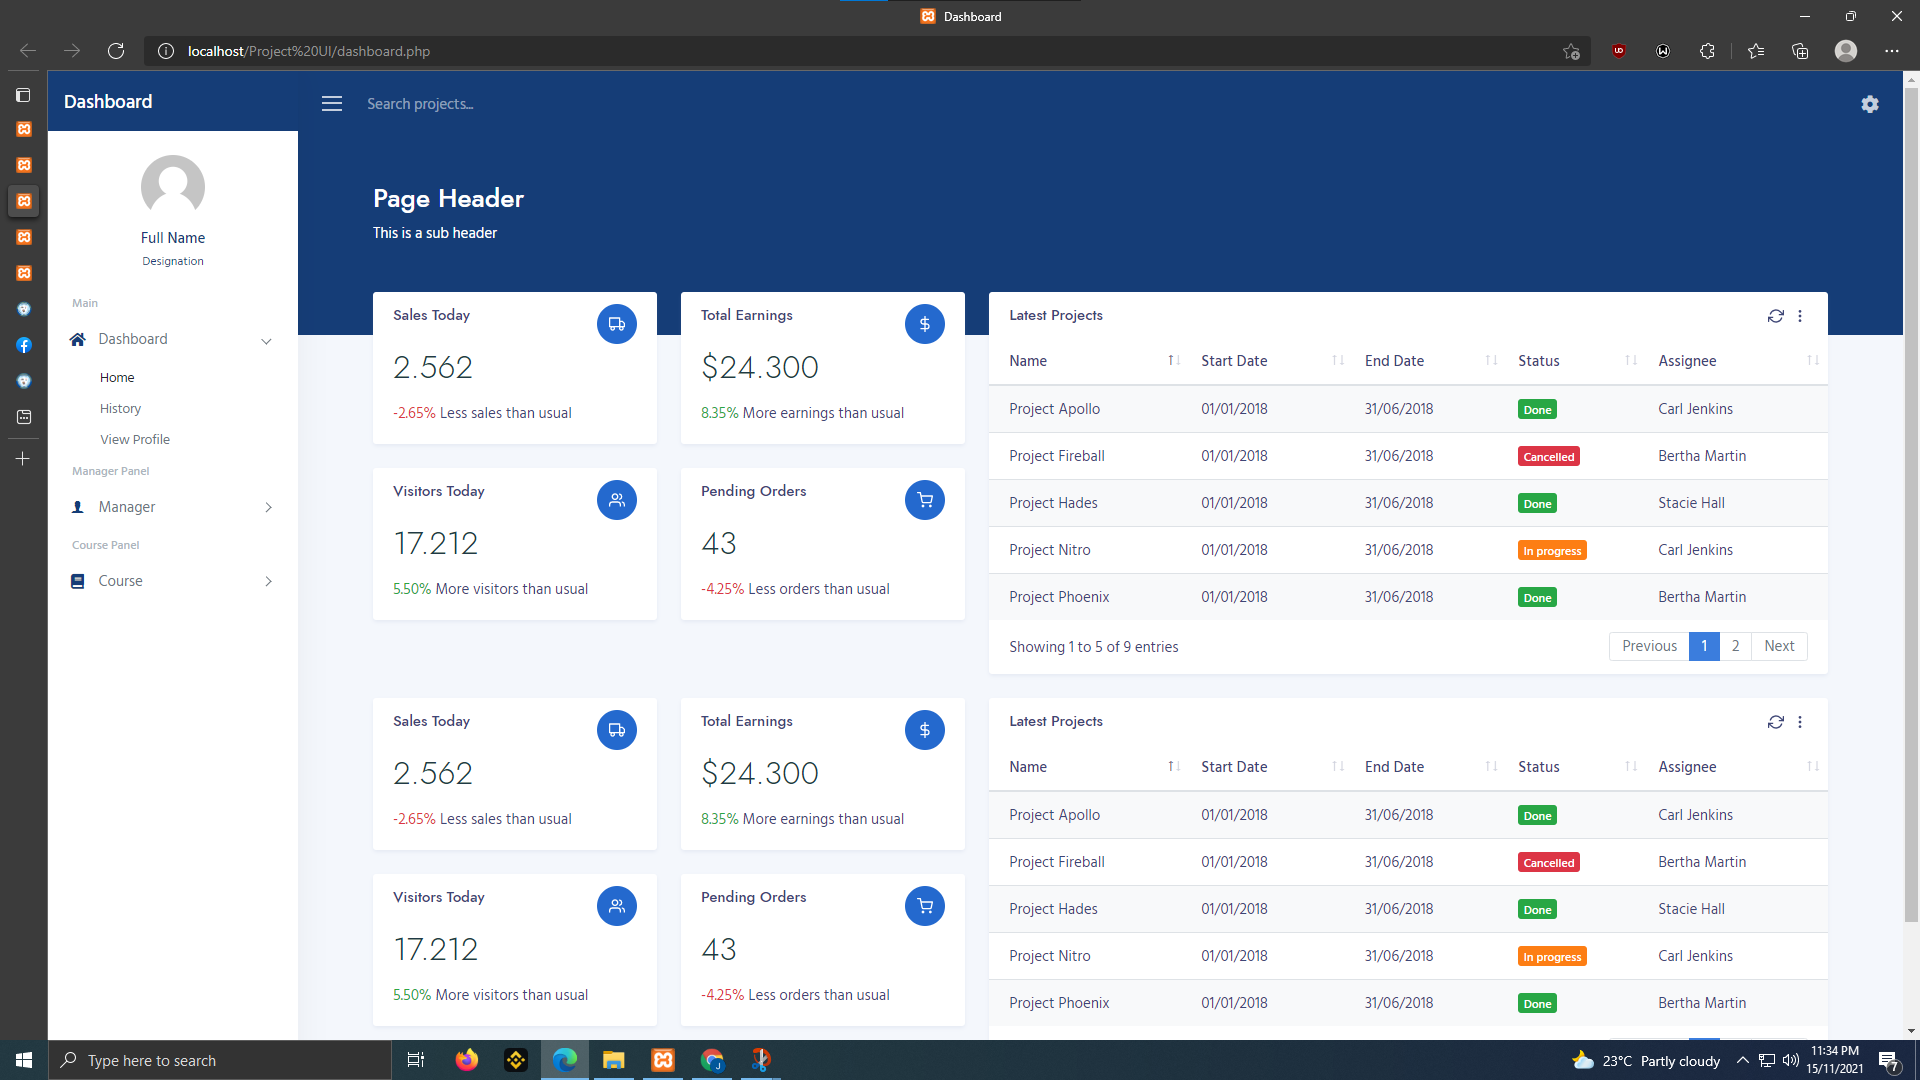 Dashboard
localhost/Project%20UI/dashboard.php
Dashboard
Search projects...
Full Name
Designation
Main
Dashboard
Home
History
View Profile
Manager Panel
Manager
Course Panel
Course
Page Header
This is a sub header
Sales Today
2.562
-2.65% Less sales than usual
Total Earnings
$24.300
8.35% More earnings than usual
Visitors Today
17.212
5.50% More visitors than usual
Pending Orders
43
-4.25% Less orders than usual
Latest Projects
Name Start Date End Date Status Assignee
Project Apollo 01/01/2018 31/06/2018 Done Carl Jenkins
Project Fireball 01/01/2018 31/06/2018 Cancelled Bertha Martin
Project Hades 01/01/2018 31/06/2018 Done Stacie Hall
Project Nitro 01/01/2018 31/06/2018 In progress Carl Jenkins
Project Phoenix 01/01/2018 31/06/2018 Done Bertha Martin
Showing 1 to 5 of 9 entries Previous 1 2 Next
Sales Today
2.562
-2.65% Less sales than usual
Total Earnings
$24.300
8.35% More earnings than usual
Visitors Today
17.212
5.50% More visitors than usual
Pending Orders
43
-4.25% Less orders than usual
Latest Projects
Name Start Date End Date Status Assignee
Project Apollo 01/01/2018 31/06/2018 Done Carl Jenkins
Project Fireball 01/01/2018 31/06/2018 Cancelled Bertha Martin
Project Hades 01/01/2018 31/06/2018 Done Stacie Hall
Project Nitro 01/01/2018 31/06/2018 In progress Carl Jenkins
Project Phoenix 01/01/2018 31/06/2018 Done Bertha Martin
Type here to search
23°C Partly cloudy
11:34 PM
15/11/2021
7